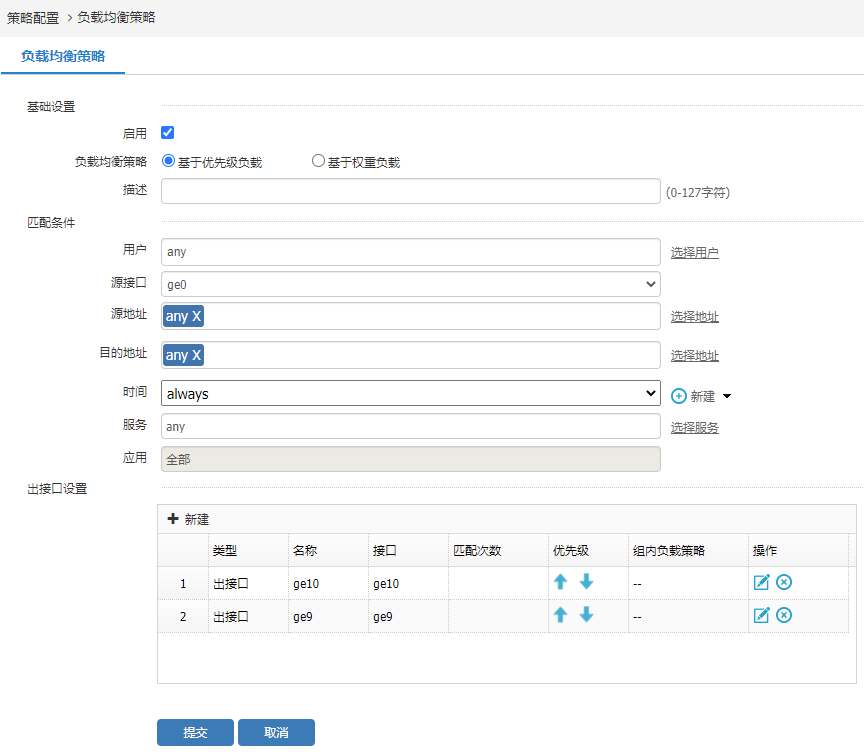 策略配置 > 负载均衡策略
负载均衡策略
基础设置
启用
负载均衡策略 基于优先级负载 基于权重负载
描述 (0-127字符)
匹配条件
用户 any 选择用户
源接口 ge0
源地址 any X 选择地址
目的地址 any X 选择地址
时间 always 新建
服务 any 选择服务
应用 全部
出接口设置
新建
类型 名称 接口 匹配次数 优先级 组内负载策略 操作
1 出接口 ge10 ge10 --
2 出接口 ge9 ge9 --
提交 取消